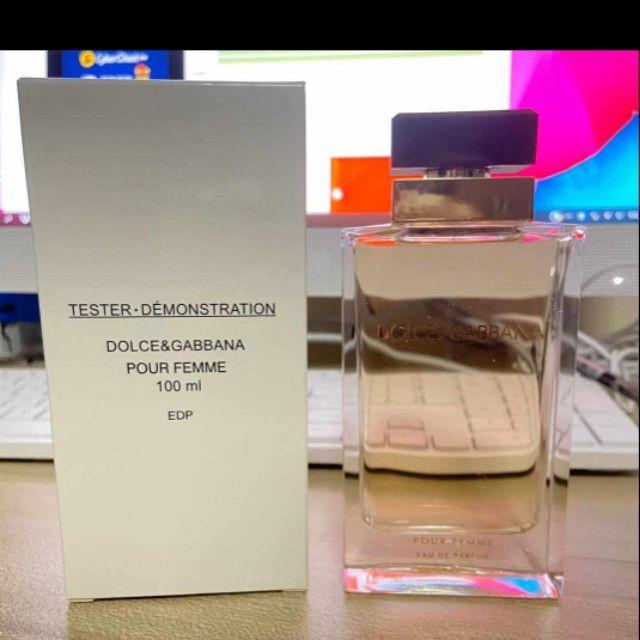 TESTER · DÉMONSTRATION
DOLCE&GABBANA
POUR FEMME
100 ml
EDP
DOLCE&GABBANA
POUR FEMME
EAU DE PARFUM